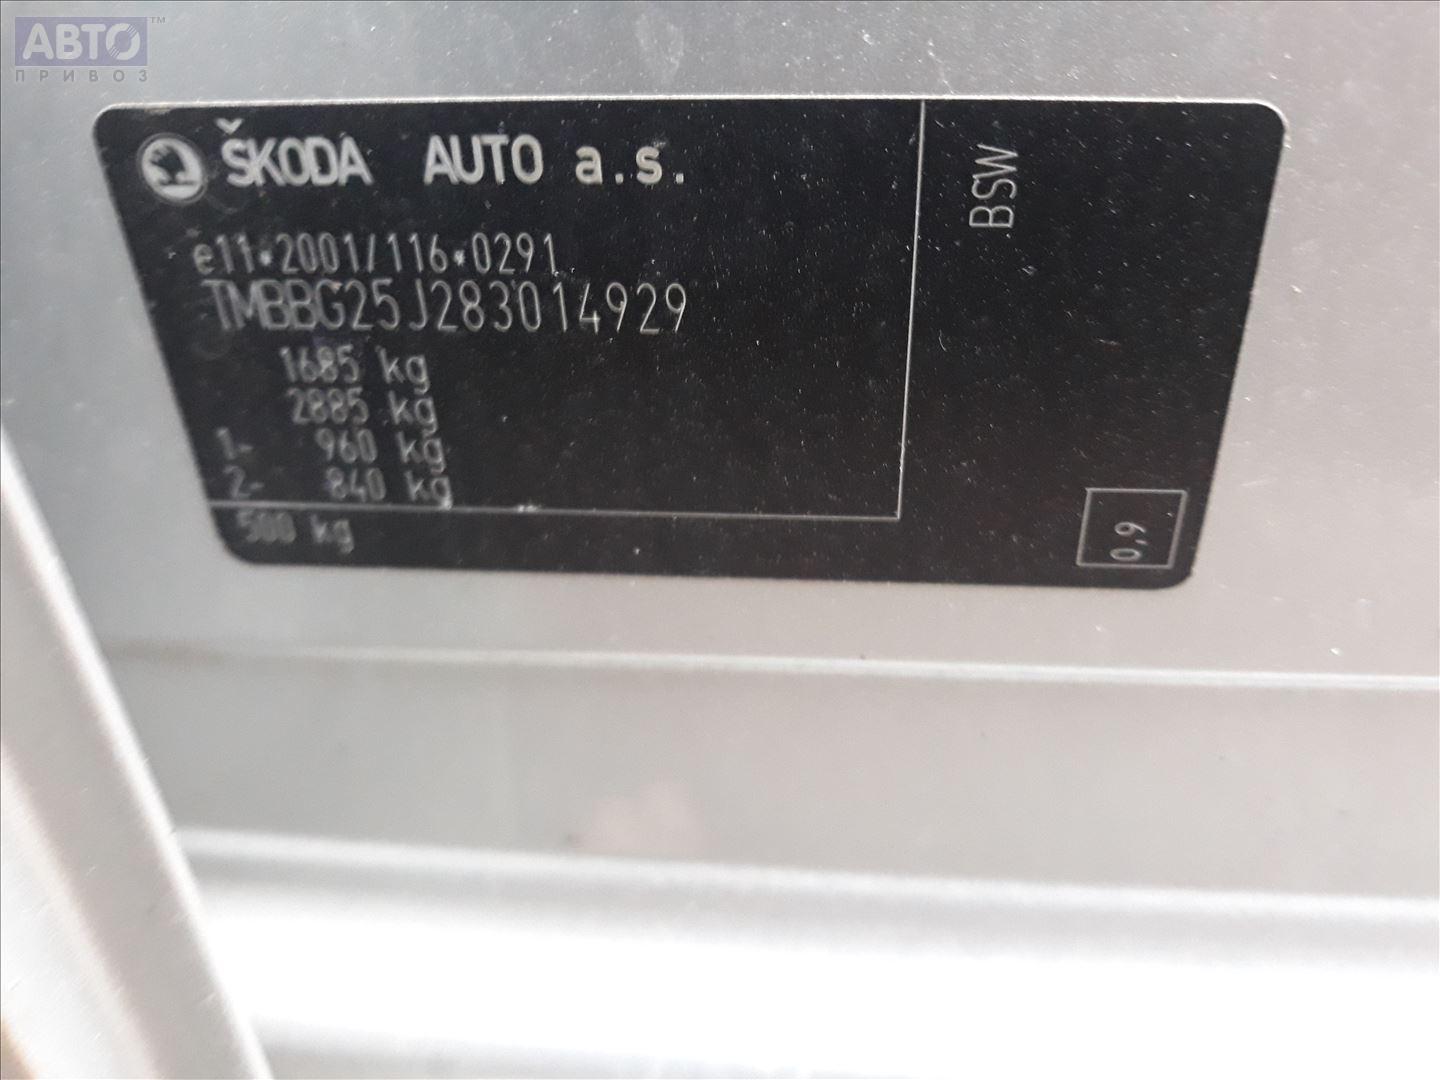 АВТО™
ПРИВОЗ
ŠKODA AUTO a.s.
e11*2001/116*0291
TMBBG25J283014929
1685 kg
2885 kg
1- 960 kg
2- 840 kg
500 kg
BSW
0,9